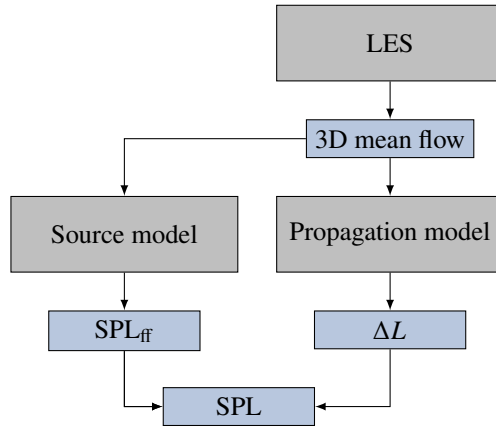 LES
3D mean flow
Source model
Propagation model
SPL_ff
ΔL
SPL